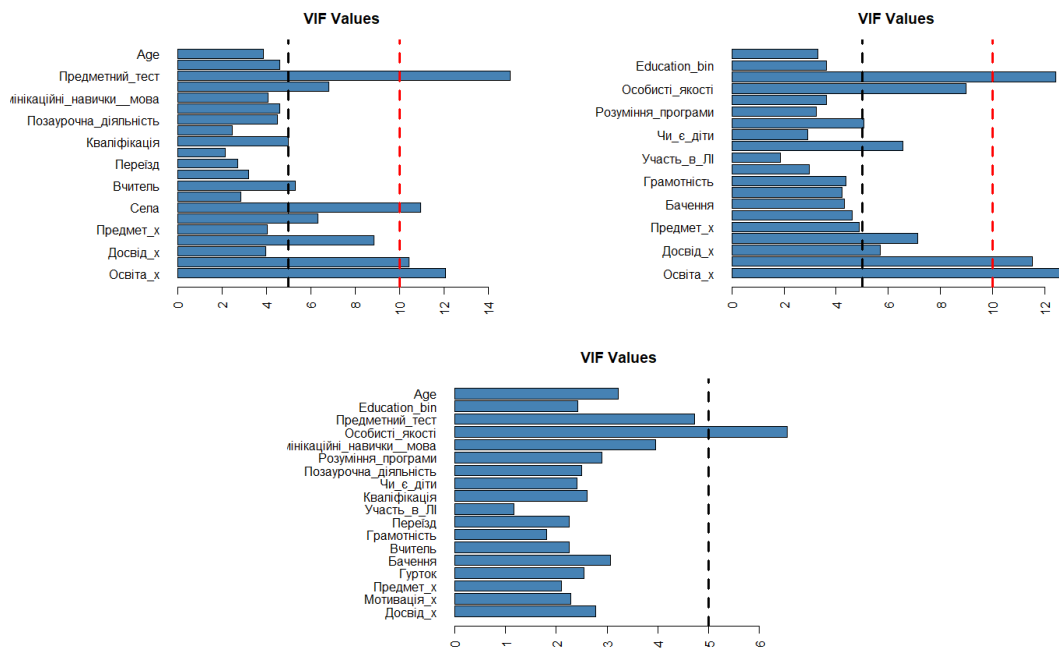 VIF Values
Age
Предметний_тест
мінікаційні_навички__мова
Позаурочна_діяльність
Кваліфікація
Переїзд
Вчитель
Села
Предмет_х
Досвід_х
Освіта_х
0 2 4 6 8 10 12 14
VIF Values
Education_bin
Особисті_якості
Розуміння_програми
Чи_є_діти
Участь_в_ЛІ
Грамотність
Бачення
Предмет_х
Досвід_х
Освіта_х
0 2 4 6 8 10 12
VIF Values
Age
Education_bin
Предметний_тест
Особисті_якості
мінікаційні_навички__мова
Розуміння_програми
Позаурочна_діяльність
Чи_є_діти
Кваліфікація
Участь_в_ЛІ
Переїзд
Грамотність
Вчитель
Бачення
Гурток
Предмет_х
Мотивація_х
Досвід_х
0 1 2 3 4 5 6